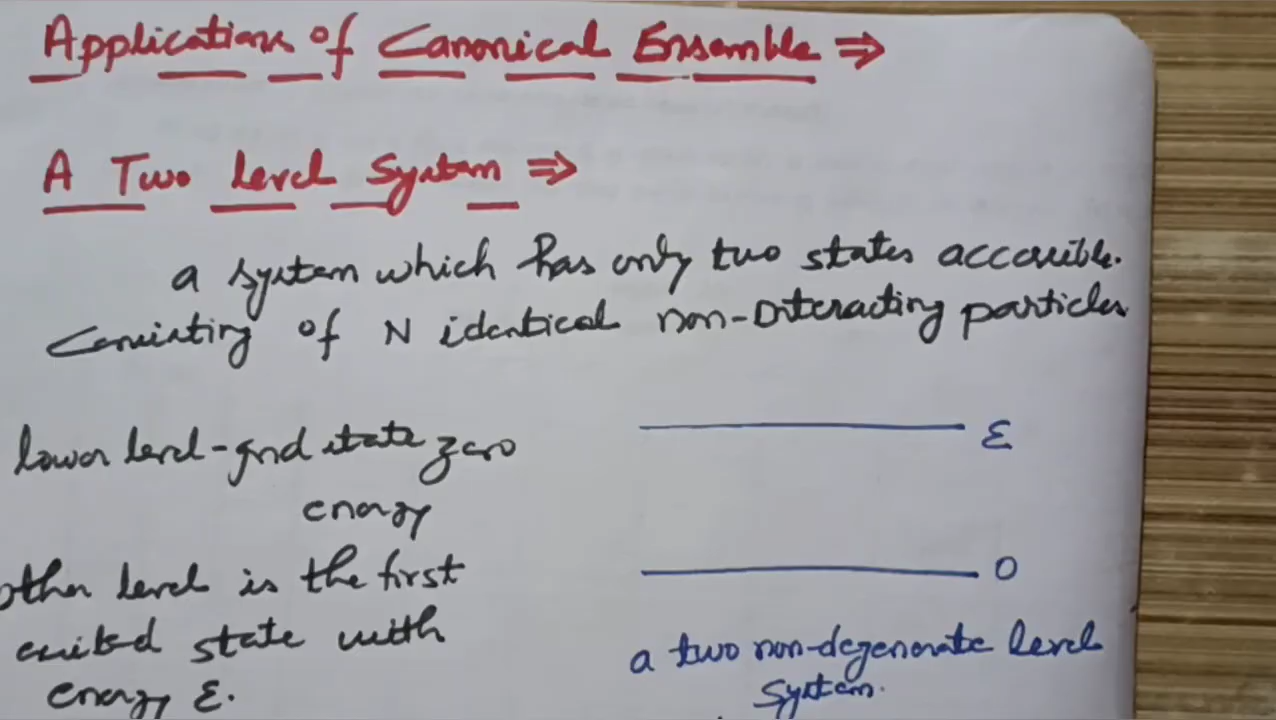 Applications of Canonical Ensemble ⇒
A Two level System ⇒
a system which has only two states accessible.
Consisting of N identical non-Interacting particles
lower level - gnd state zero
energy
ε
0
other level is the first
excited state with
energy ε.
a two non-degenerate level
System.